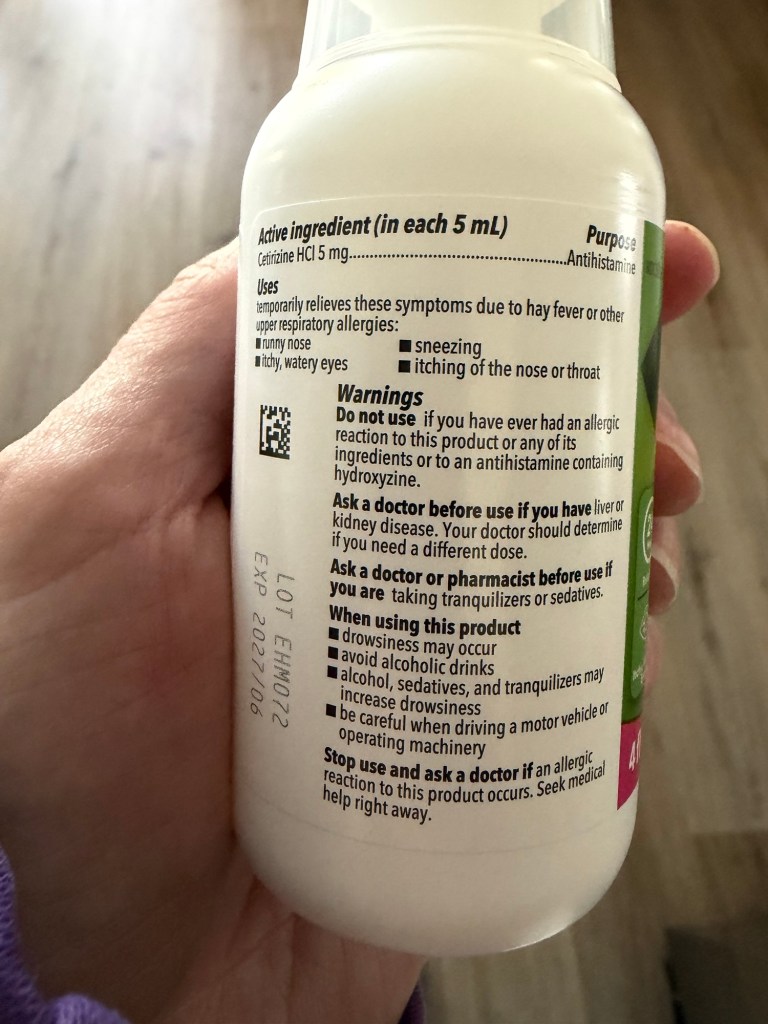 Active ingredient (in each 5 mL) Purpose
Cetirizine HCl 5 mg..........................................Antihistamine
Uses
temporarily relieves these symptoms due to hay fever or other
upper respiratory allergies:
■ runny nose ■ sneezing
■ itchy, watery eyes ■ itching of the nose or throat
Warnings
Do not use if you have ever had an allergic
reaction to this product or any of its
ingredients or to an antihistamine containing
hydroxyzine.
Ask a doctor before use if you have liver or
kidney disease. Your doctor should determine
if you need a different dose.
Ask a doctor or pharmacist before use if
you are taking tranquilizers or sedatives.
When using this product
■ drowsiness may occur
■ avoid alcoholic drinks
■ alcohol, sedatives, and tranquilizers may
increase drowsiness
■ be careful when driving a motor vehicle or
operating machinery
Stop use and ask a doctor if an allergic
reaction to this product occurs. Seek medical
help right away.
LOT EHM072
EXP 2027/06